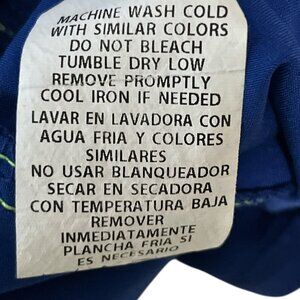 MACHINE WASH COLD
WITH SIMILAR COLORS
DO NOT BLEACH
TUMBLE DRY LOW
REMOVE PROMPTLY
COOL IRON IF NEEDED
LAVAR EN LAVADORA CON
AGUA FRIA Y COLORES
SIMILARES
NO USAR BLANQUEADOR
SECAR EN SECADORA
CON TEMPERATURA BAJA
REMOVER
INMEDIATAMENTE
PLANCHA FRIA SI
ES NECESARIO